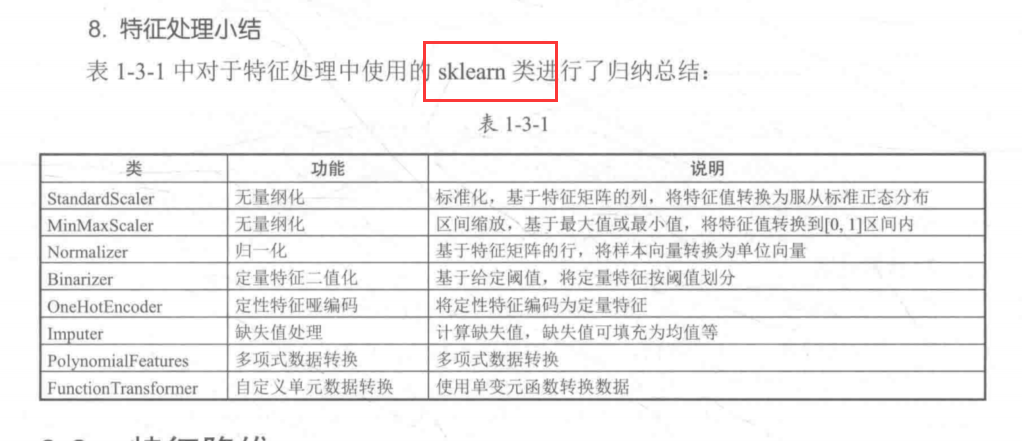 8. 特征处理小结
表 1-3-1 中对于特征处理中使用的 sklearn 类进行了归纳总结：
表 1-3-1
类 功能 说明
StandardScaler 无量纲化 标准化，基于特征矩阵的列，将特征值转换为服从标准正态分布
MinMaxScaler 无量纲化 区间缩放，基于最大值或最小值，将特征值转换到[0, 1]区间内
Normalizer 归一化 基于特征矩阵的行，将样本向量转换为单位向量
Binarizer 定量特征二值化 基于给定阈值，将定量特征按阈值划分
OneHotEncoder 定性特征哑编码 将定性特征编码为定量特征
Imputer 缺失值处理 计算缺失值，缺失值可填充为均值等
PolynomialFeatures 多项式数据转换 多项式数据转换
FunctionTransformer 自定义单元数据转换 使用单变元函数转换数据